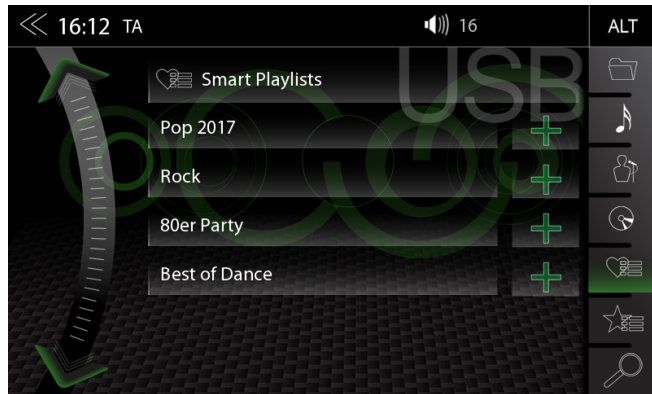 16:12 TA 16 ALT
USB
Smart Playlists
Pop 2017
Rock
80er Party
Best of Dance